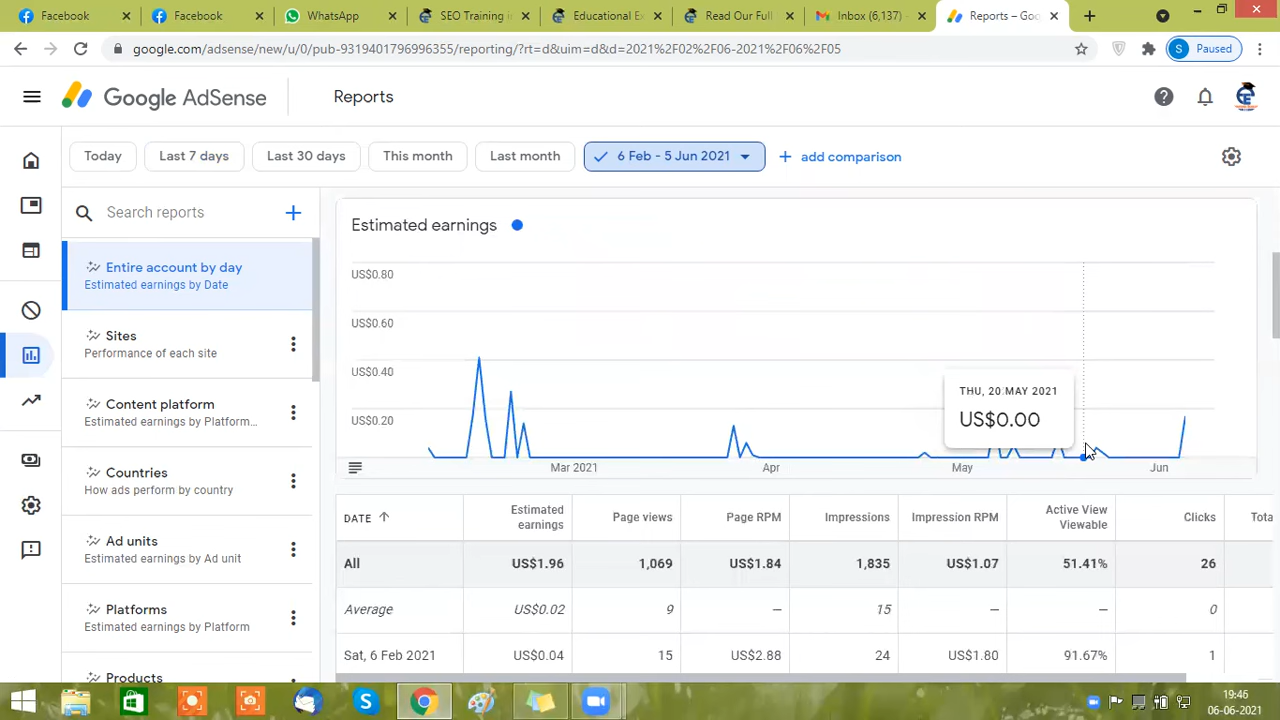 Facebook
Facebook
WhatsApp
SEO Training in
Educational Ex
Read Our Full
Inbox (6,137)
Reports – Goo
google.com/adsense/new/u/0/pub-9319401796996355/reporting/?rt=d&uim=d&d=2021%2F02%2F06-2021%2F06%2F05
S
Paused
Google AdSense
Reports
Today
Last 7 days
Last 30 days
This month
Last month
6 Feb - 5 Jun 2021
add comparison
Search reports
Entire account by day
Estimated earnings by Date
Sites
Performance of each site
Content platform
Estimated earnings by Platform...
Countries
How ads perform by country
Ad units
Estimated earnings by Ad unit
Platforms
Estimated earnings by Platform
Products
Estimated earnings
US$0.80
US$0.60
US$0.40
US$0.20
THU, 20 MAY 2021
US$0.00
Mar 2021 Apr May Jun
DATE Estimated earnings Page views Page RPM Impressions Impression RPM Active View Viewable Clicks Tota
All US$1.96 1,069 US$1.84 1,835 US$1.07 51.41% 26
Average US$0.02 9 — 15 — — 0
Sat, 6 Feb 2021 US$0.04 15 US$2.88 24 US$1.80 91.67% 1
19:46
06-06-2021